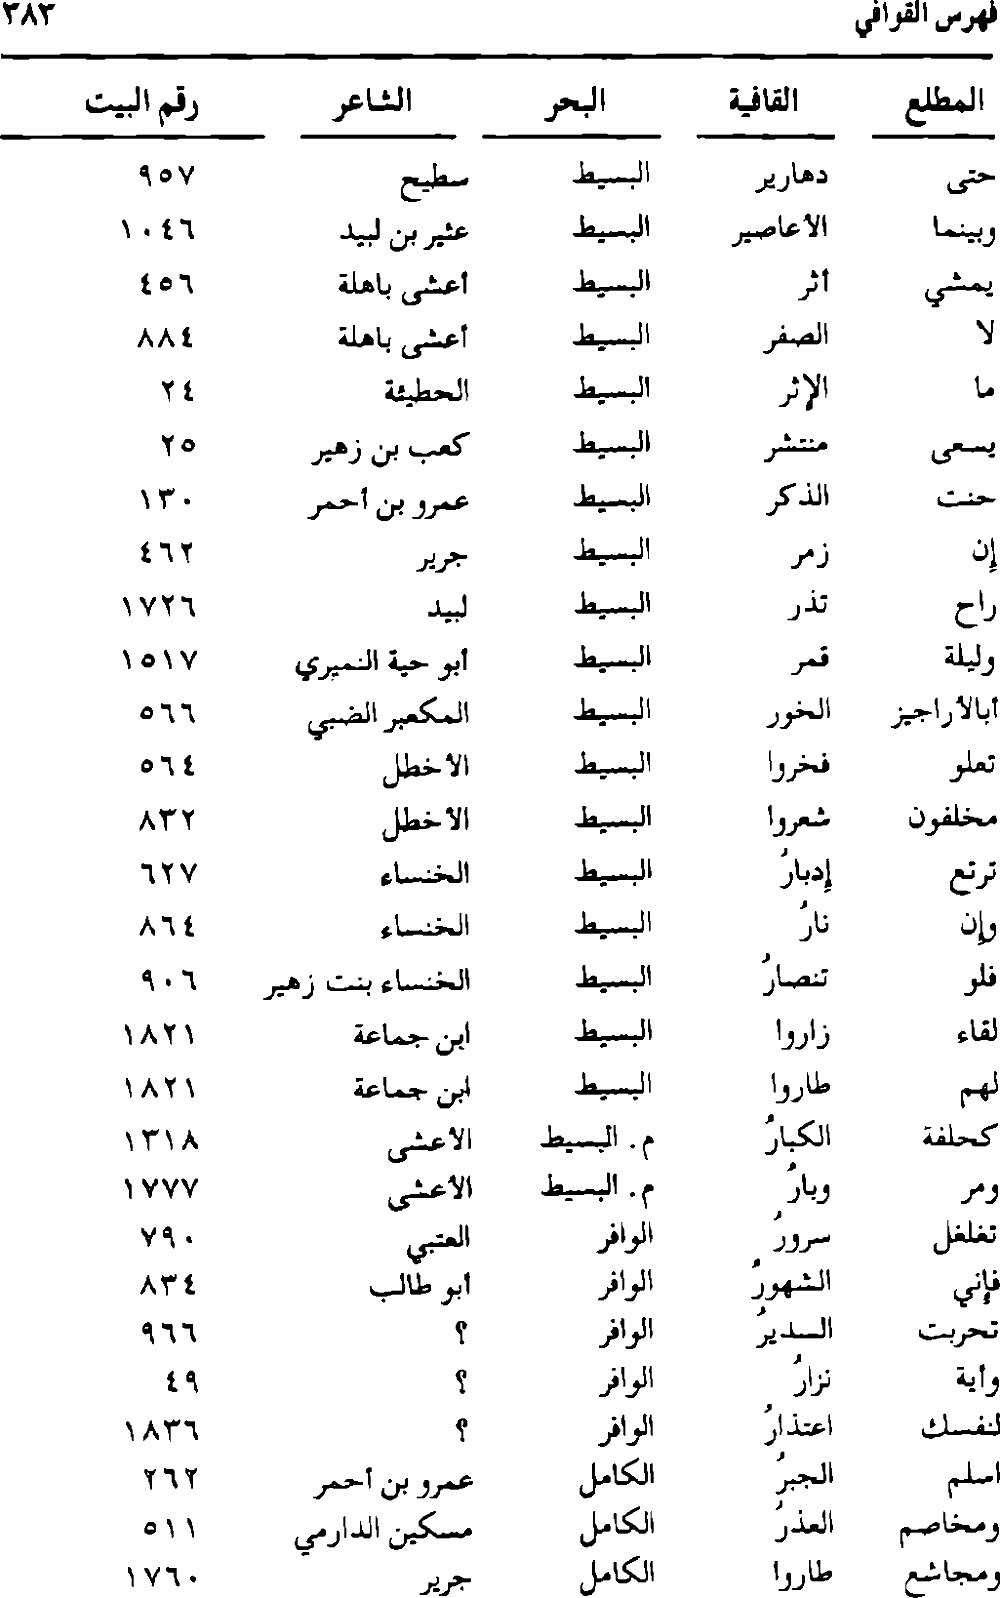 فهرس القوافي ٣٨٣
المطلع القافية البحر الشاعر رقم البيت
حتى دهارير البسيط سطيح ٩٥٧
وبينما الأعاصير البسيط عثير بن لبيد ١٠٤٦
يمشي أثر البسيط أعشى باهلة ٤٥٦
لا الصفر البسيط أعشى باهلة ٨٨٤
ما الإثر البسيط الحطيئة ٢٤
يسعى منتشر البسيط كعب بن زهير ٢٥
حنت الذكر البسيط عمرو بن أحمر ١٣٠
إن زمر البسيط جرير ٤٦٢
راح تذر البسيط لبيد ١٧٢٦
وليلة قمر البسيط أبو حية النميري ١٥١٧
أبالأراجيز الخور البسيط المكعبر الضبي ٥٦٦
تعلو فخروا البسيط الأخطل ٥٦٤
مخلفون شعروا البسيط الأخطل ٨٣٢
ترتع إدبارُ البسيط الخنساء ٦٢٧
وإن نارُ البسيط الخنساء ٨٦٤
فلو تنصارُ البسيط الخنساء بنت زهير ٩٠٦
لقاء زاروا البسيط ابن جماعة ١٨٢١
لهم طاروا البسيط ابن جماعة ١٨٢١
كحلفة الكبارُ م. البسيط الأعشى ١٣١٨
ومر وبارُ م. البسيط الأعشى ١٧٧٧
تغلغل سرورُ الوافر العتبي ٧٩٠
فإني الشهورُ الوافر أبو طالب ٨٣٤
تحربت السديرُ الوافر ؟ ٩٦٦
وأية نزارُ الوافر ؟ ٤٩
لنفسك اعتذارُ الوافر ؟ ١٨٣٦
اسلم الجبرُ الكامل عمرو بن أحمر ٢٦٢
ومخاصم العذرُ الكامل مسكين الدارمي ٥١١
ومجاشع طاروا الكامل جرير ١٧٦٠